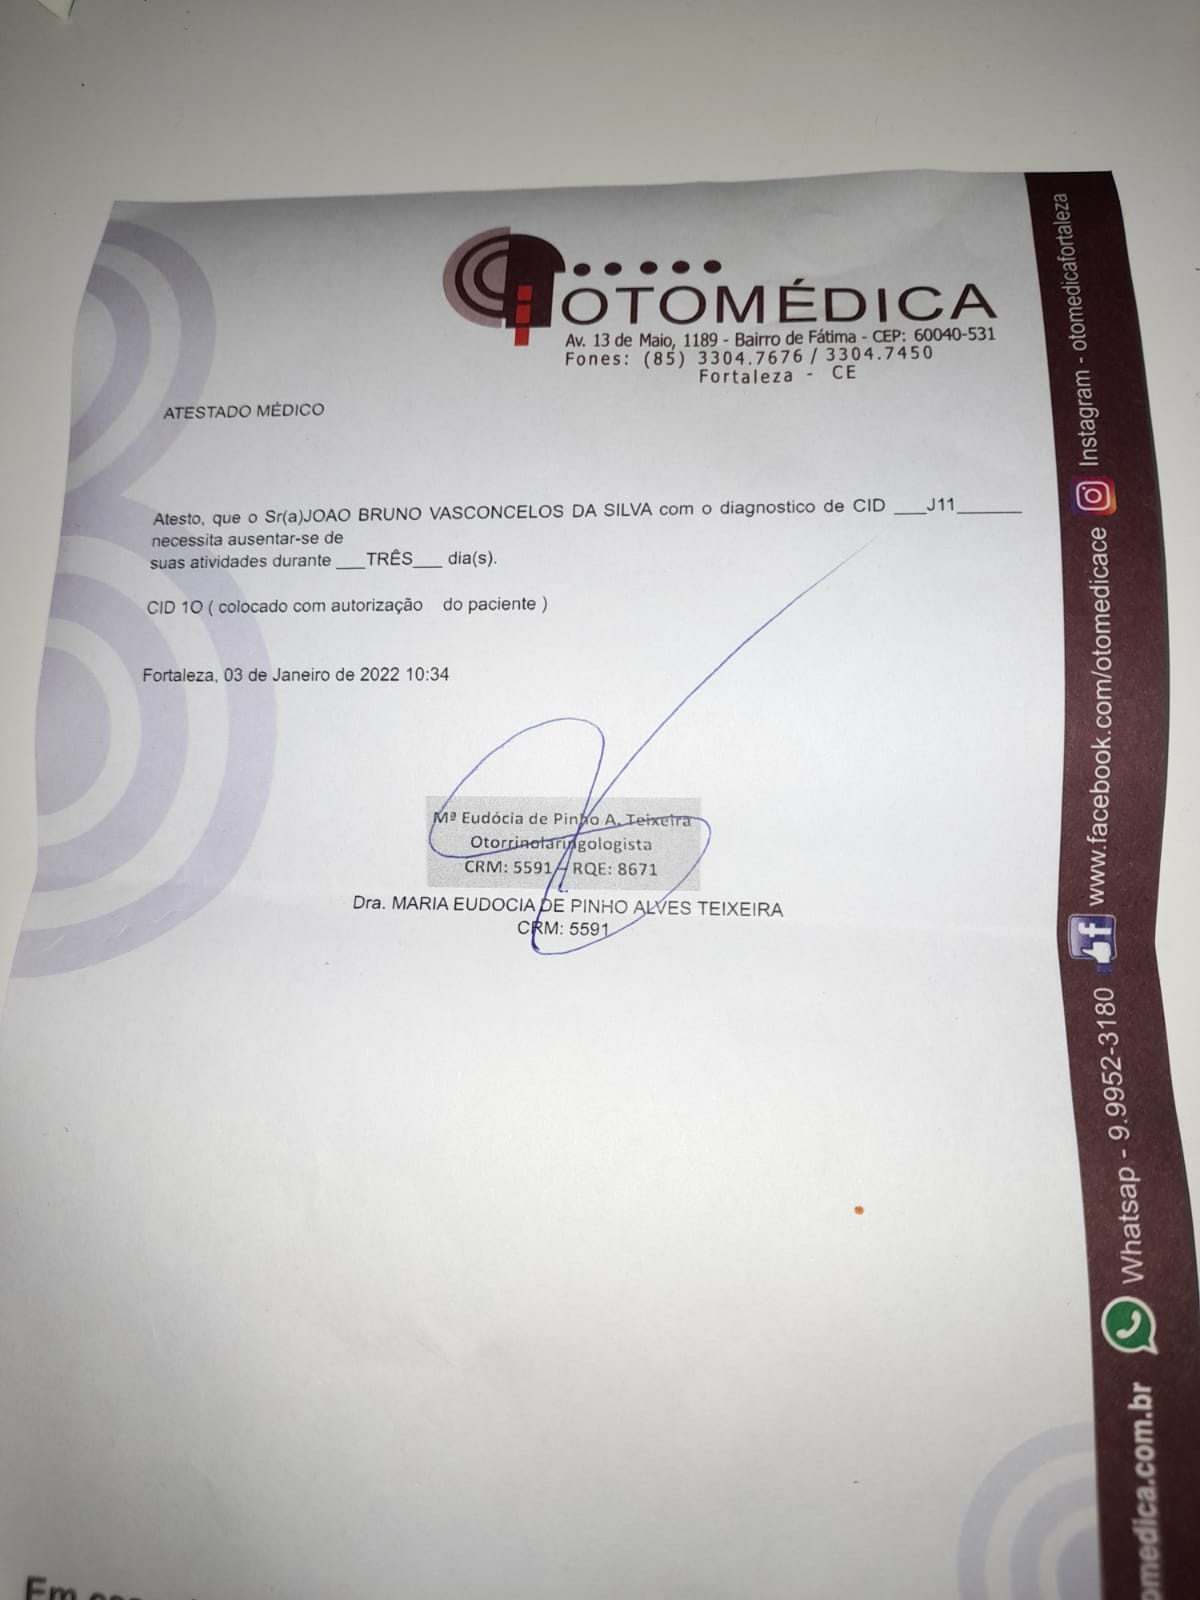 OTOMÉDICA
Av. 13 de Maio, 1189 - Bairro de Fátima - CEP: 60040-531
Fones: (85) 3304.7676 / 3304.7450
Fortaleza - CE
ATESTADO MÉDICO
Atesto, que o Sr(a)JOAO BRUNO VASCONCELOS DA SILVA com o diagnostico de CID ___J11______
necessita ausentar-se de
suas atividades durante ___TRÊS___ dia(s).
CID 1O ( colocado com autorização do paciente )
Fortaleza, 03 de Janeiro de 2022 10:34
Mª Eudócia de Pinho A. Teixeira
Otorrinolaringologista
CRM: 5591 - RQE: 8671
Dra. MARIA EUDOCIA DE PINHO ALVES TEIXEIRA
CRM: 5591
omedica.com.br Whatsap - 9.9952-3180 www.facebook.com/otomedicace Instagram - otomedicafortaleza
Em